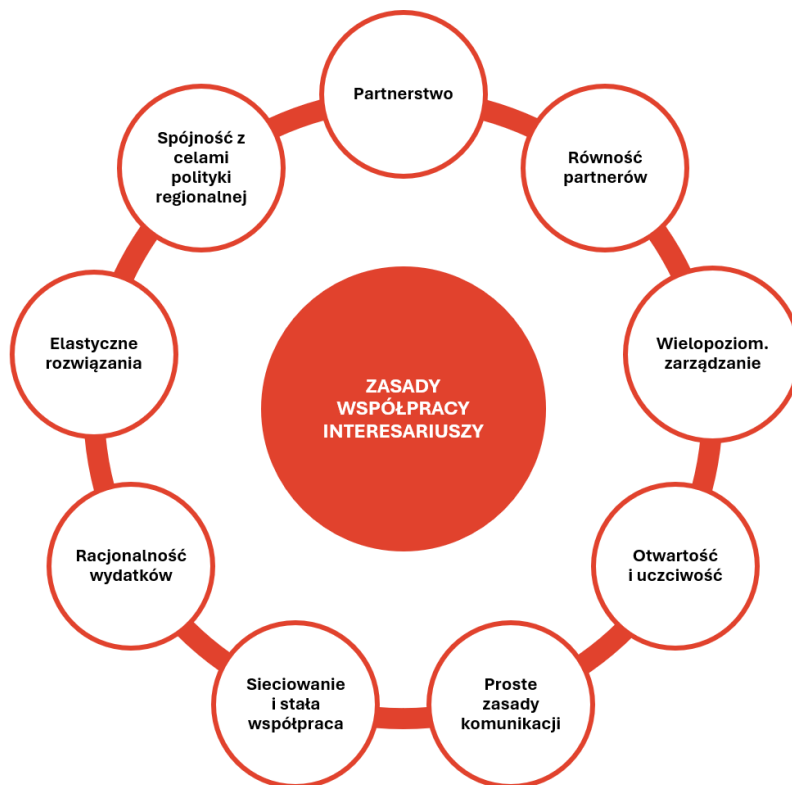 Partnerstwo
Równość
partnerów
Wielopoziom.
zarządzanie
Otwartość
i uczciwość
Proste
zasady
komunikacji
Sieciowanie
i stała
współpraca
Racjonalność
wydatków
Elastyczne
rozwiązania
Spójność z
celami
polityki
regionalnej
ZASADY
WSPÓŁPRACY
INTERESARIUSZY